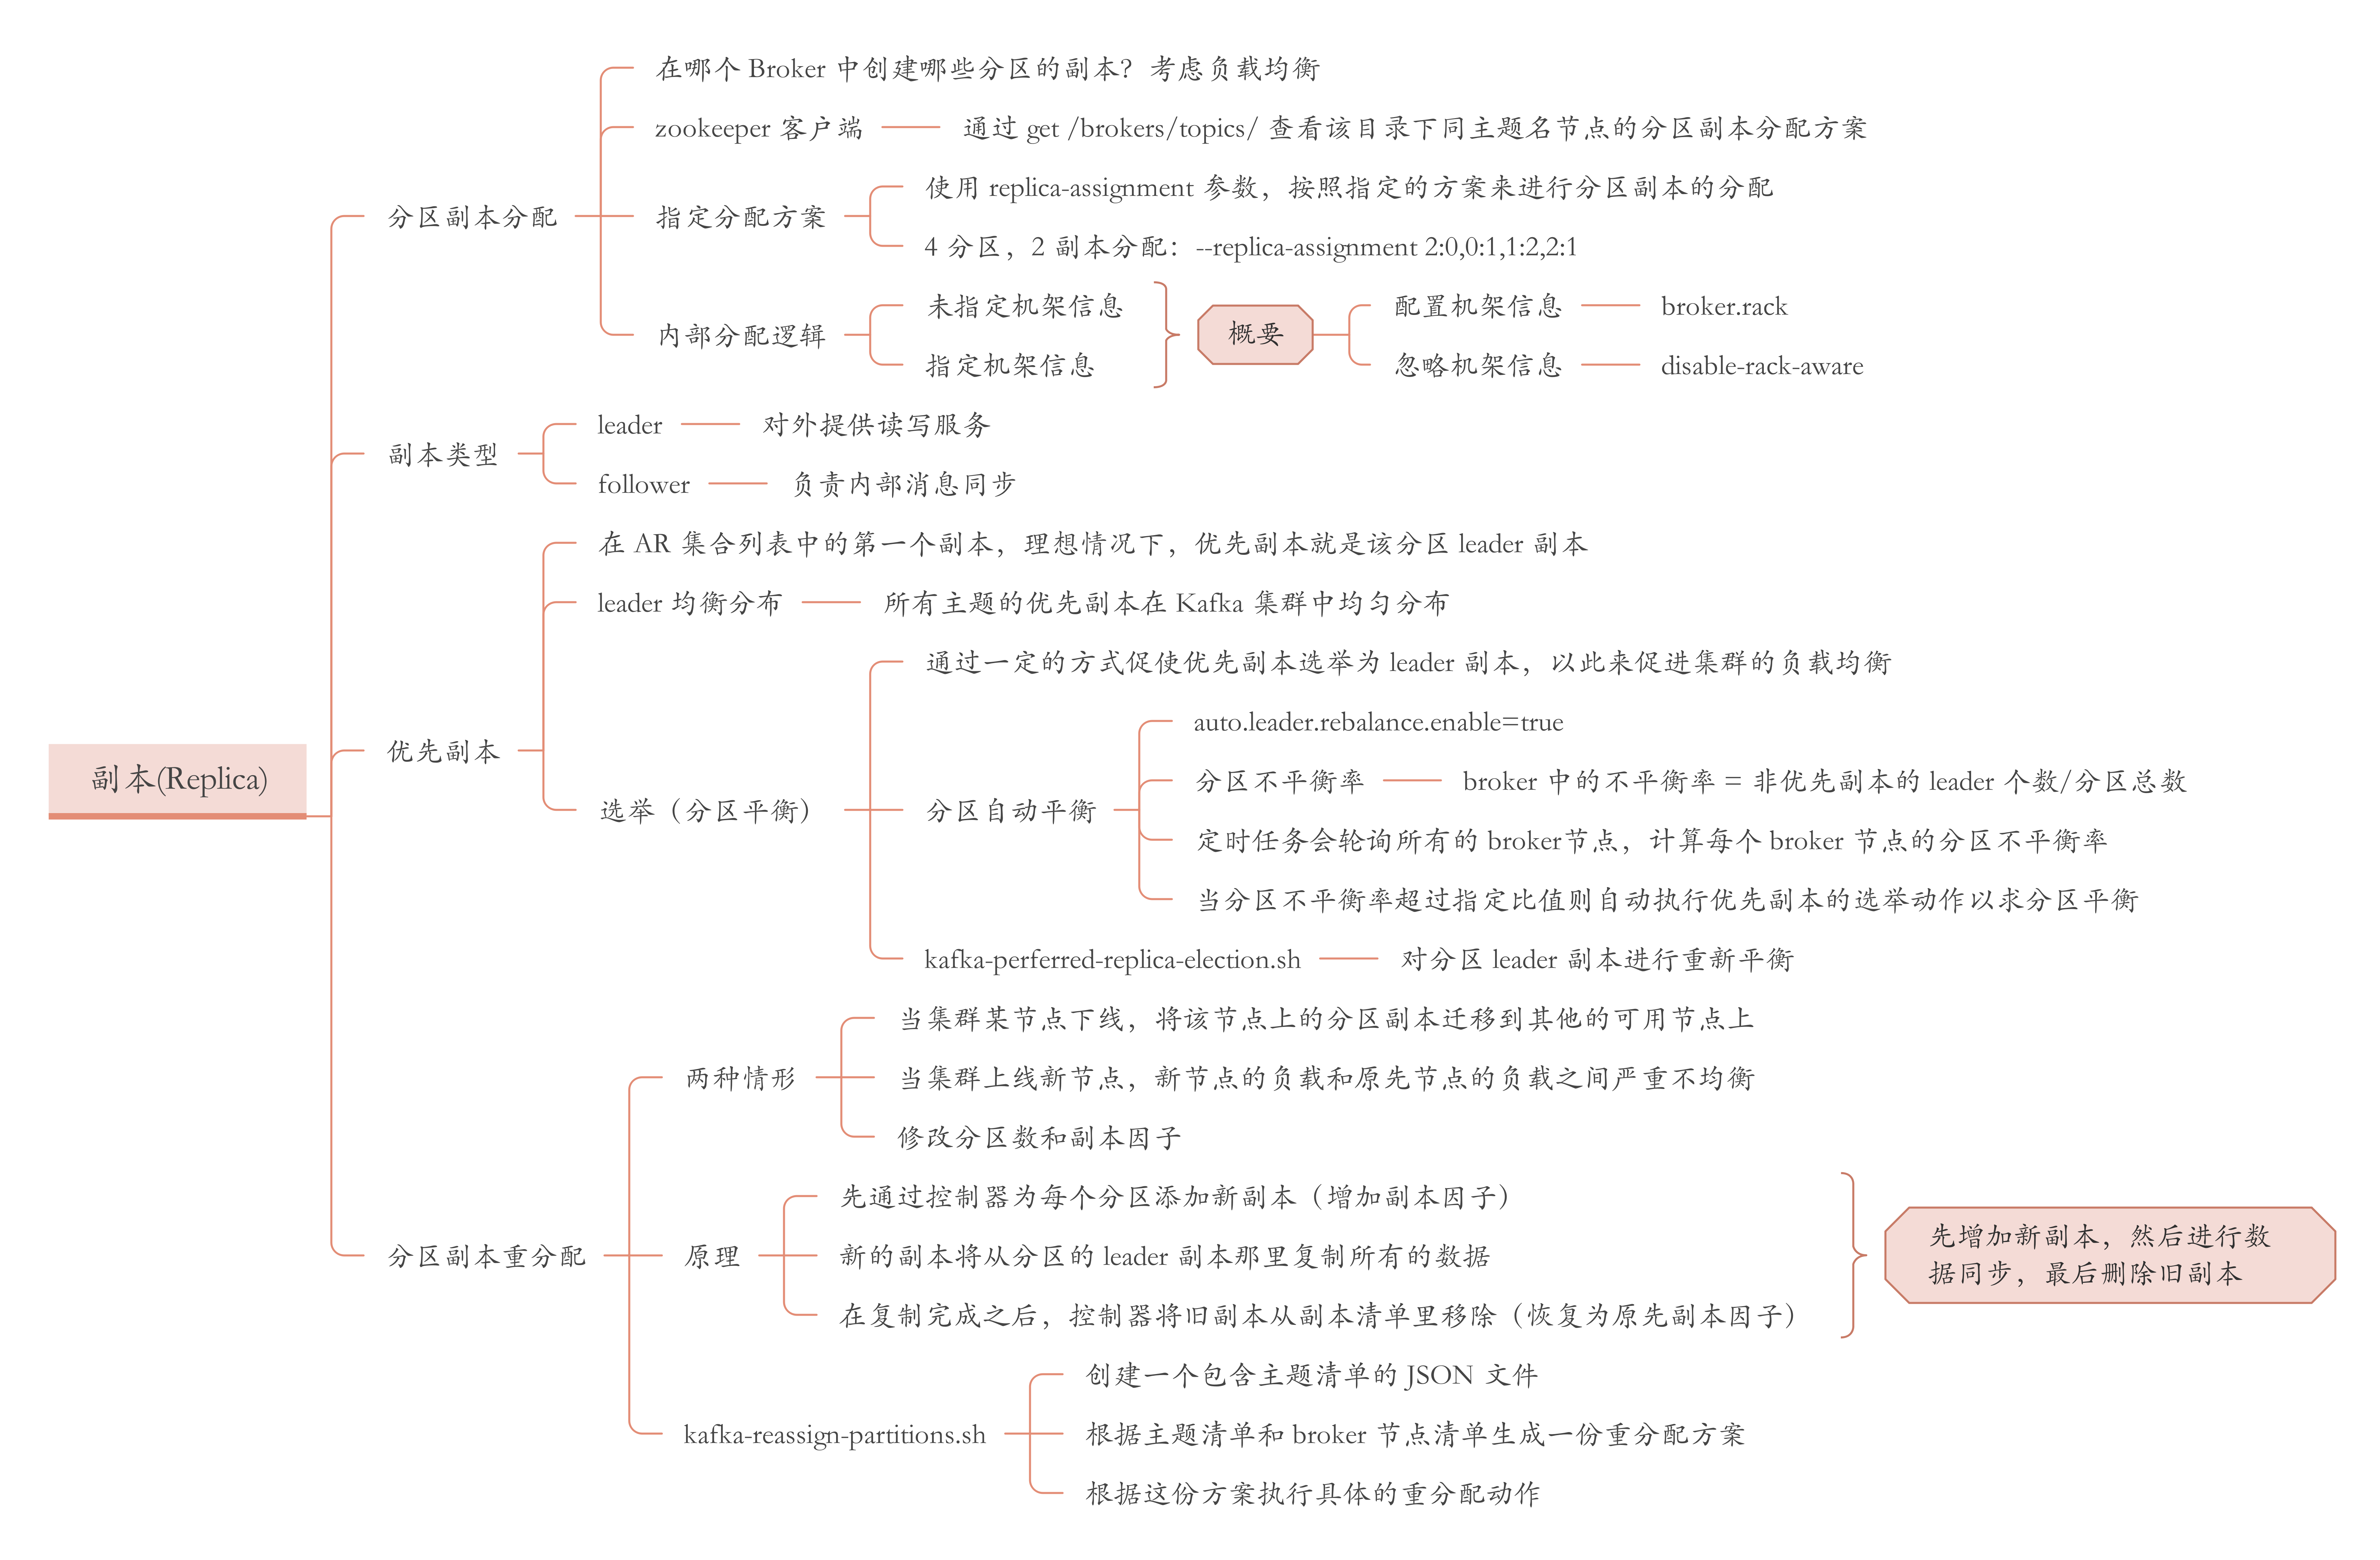 副本(Replica)
分区副本分配
在哪个 Broker 中创建哪些分区的副本？考虑负载均衡
zookeeper 客户端
通过 get /brokers/topics/ 查看该目录下同主题名节点的分区副本分配方案
指定分配方案
使用 replica-assignment 参数，按照指定的方案来进行分区副本的分配
4 分区，2 副本分配：--replica-assignment 2:0,0:1,1:2,2:1
内部分配逻辑
未指定机架信息
指定机架信息
概要
配置机架信息
broker.rack
忽略机架信息
disable-rack-aware
副本类型
leader
对外提供读写服务
follower
负责内部消息同步
优先副本
在 AR 集合列表中的第一个副本，理想情况下，优先副本就是该分区 leader 副本
leader 均衡分布
所有主题的优先副本在 Kafka 集群中均匀分布
选举（分区平衡）
通过一定的方式促使优先副本选举为 leader 副本，以此来促进集群的负载均衡
分区自动平衡
auto.leader.rebalance.enable=true
分区不平衡率
broker 中的不平衡率 = 非优先副本的 leader 个数/分区总数
定时任务会轮询所有的 broker节点，计算每个 broker 节点的分区不平衡率
当分区不平衡率超过指定比值则自动执行优先副本的选举动作以求分区平衡
kafka-perferred-replica-election.sh
对分区 leader 副本进行重新平衡
分区副本重分配
两种情形
当集群某节点下线，将该节点上的分区副本迁移到其他的可用节点上
当集群上线新节点，新节点的负载和原先节点的负载之间严重不均衡
修改分区数和副本因子
原理
先通过控制器为每个分区添加新副本（增加副本因子）
新的副本将从分区的 leader 副本那里复制所有的数据
在复制完成之后，控制器将旧副本从副本清单里移除（恢复为原先副本因子）
先增加新副本，然后进行数
据同步，最后删除旧副本
kafka-reassign-partitions.sh
创建一个包含主题清单的 JSON 文件
根据主题清单和 broker 节点清单生成一份重分配方案
根据这份方案执行具体的重分配动作